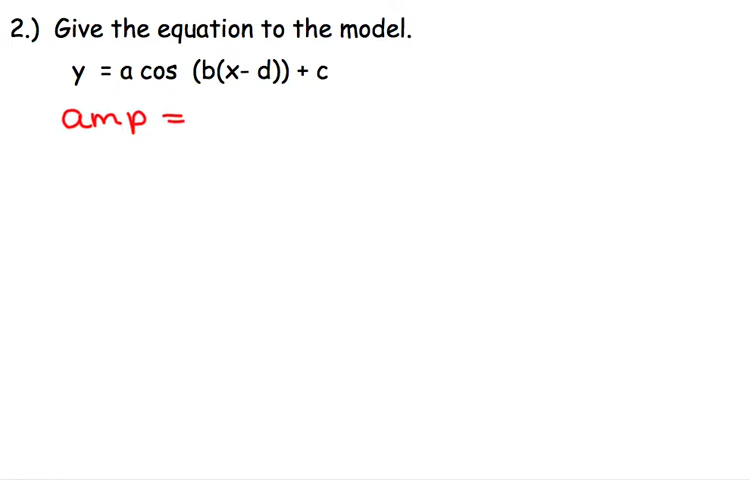 2.) Give the equation to the model.
y = a cos (b(x- d)) + c
amp =